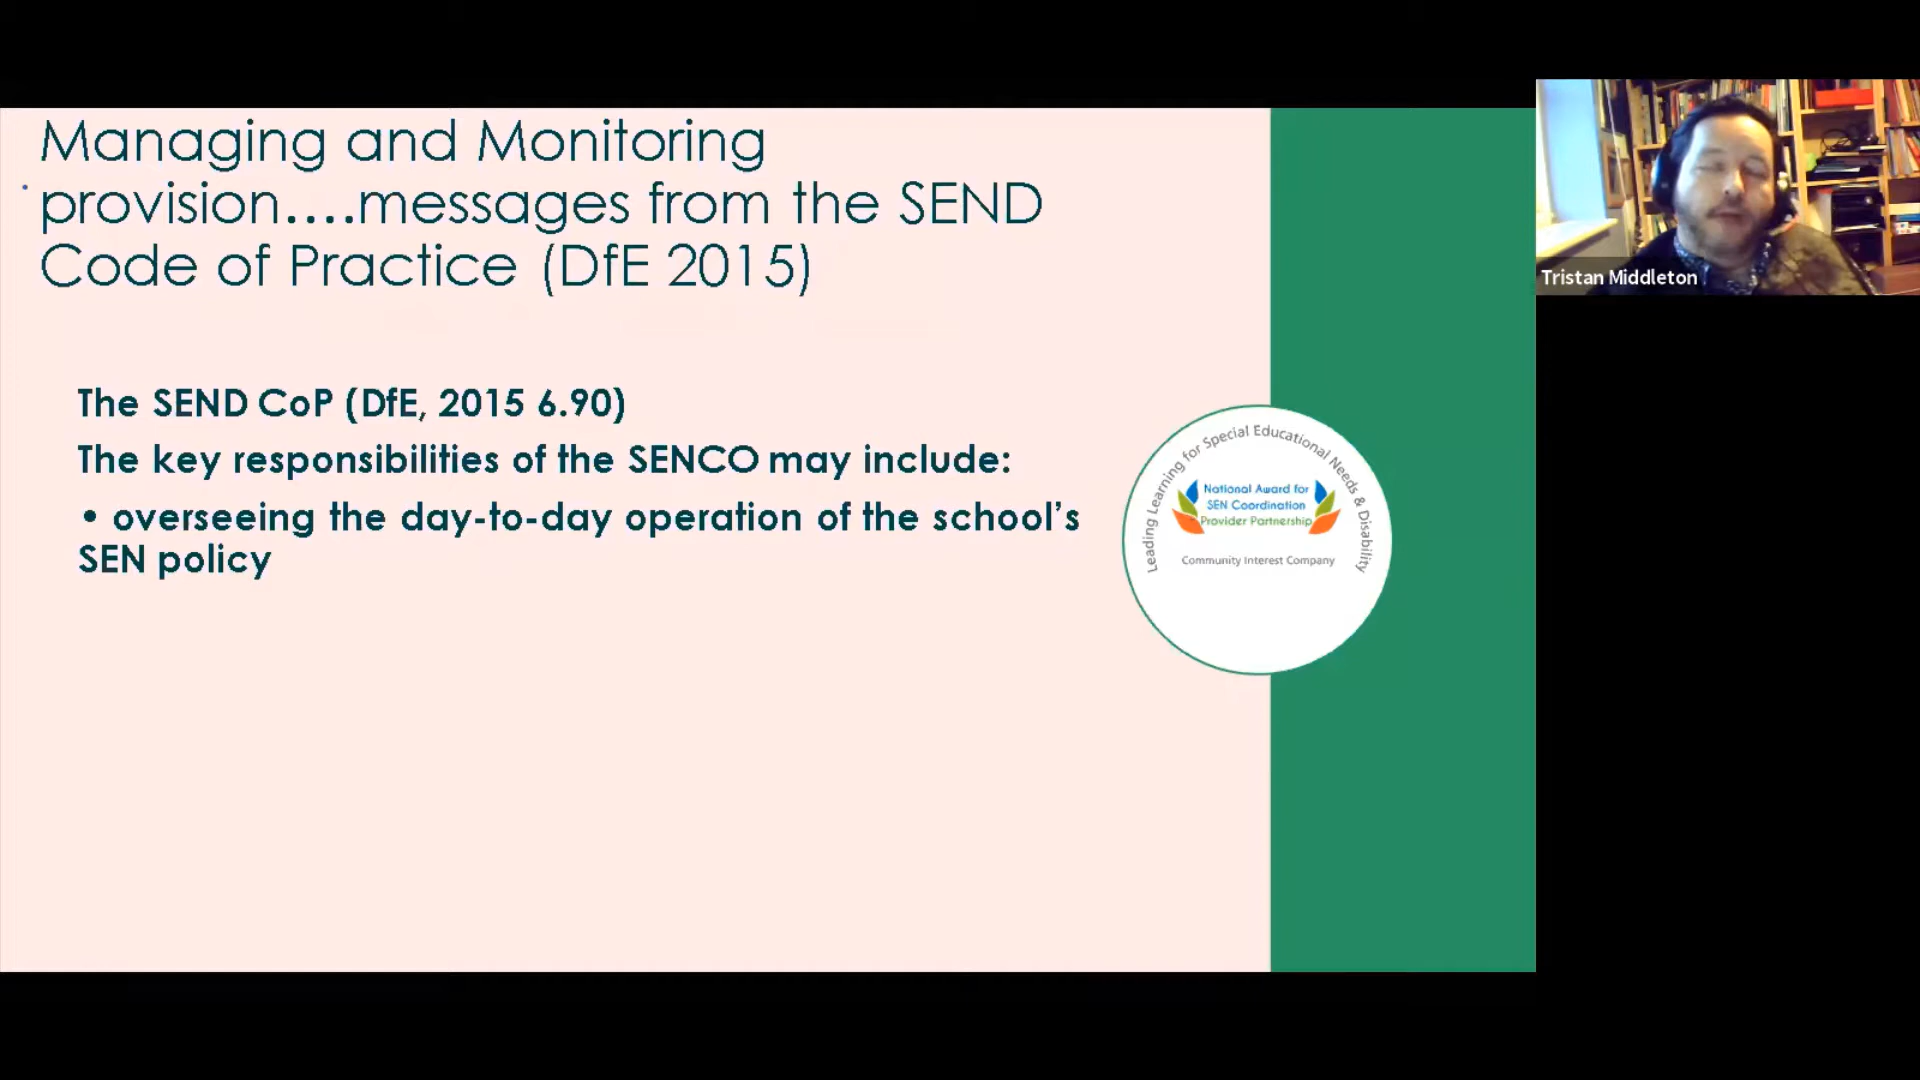 Managing and Monitoring
provision....messages from the SEND
Code of Practice (DfE 2015)
The SEND CoP (DfE, 2015 6.90)
The key responsibilities of the SENCO may include:
• overseeing the day-to-day operation of the school’s
SEN policy
Leading Learning for Special Educational Needs & Disability
National Award for
SEN Coordination
Provider Partnership
Community Interest Company
Tristan Middleton